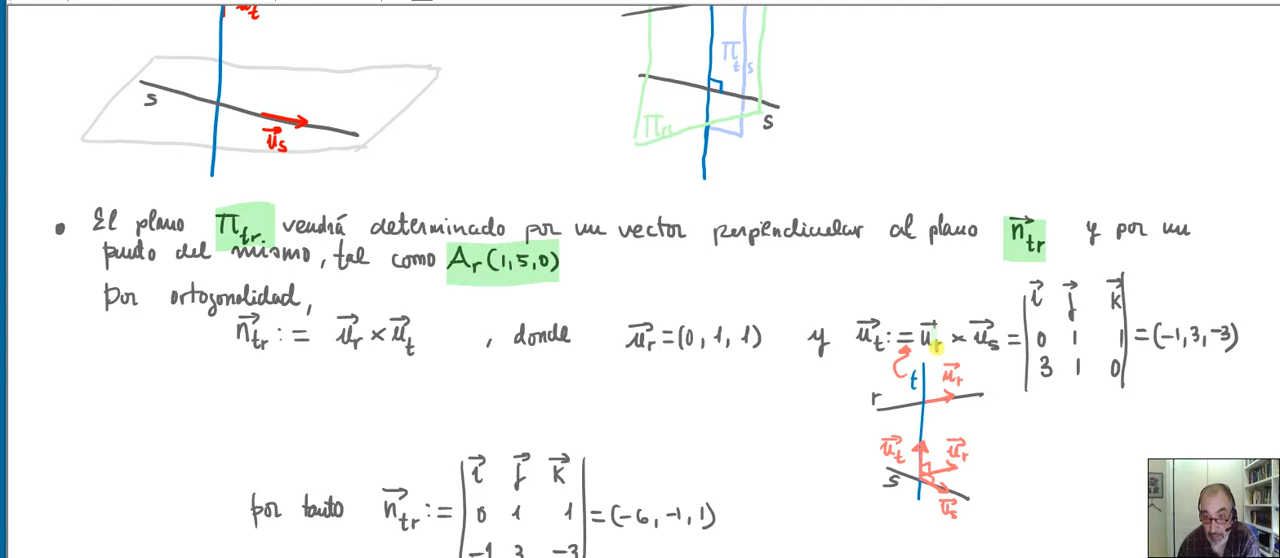 u⃗t
s
u⃗s
Πts
Πtr
s
• El plano Πtr vendrá determinado por un vector perpendicular al plano n⃗tr y por un
punto del mismo, tal como Ar(1,5,0)
Por ortogonalidad,
n⃗tr := u⃗r × u⃗t , donde u⃗r = (0, 1, 1) y u⃗t := u⃗r × u⃗s = | i⃗ j⃗ k⃗ | = (-1, 3, -3)
0 1 1
3 1 0
t u⃗r
r
u⃗t u⃗r
s
u⃗s
por tanto n⃗tr := | i⃗ j⃗ k⃗ | = (-6, -1, 1)
0 1 1
-1 3 -3